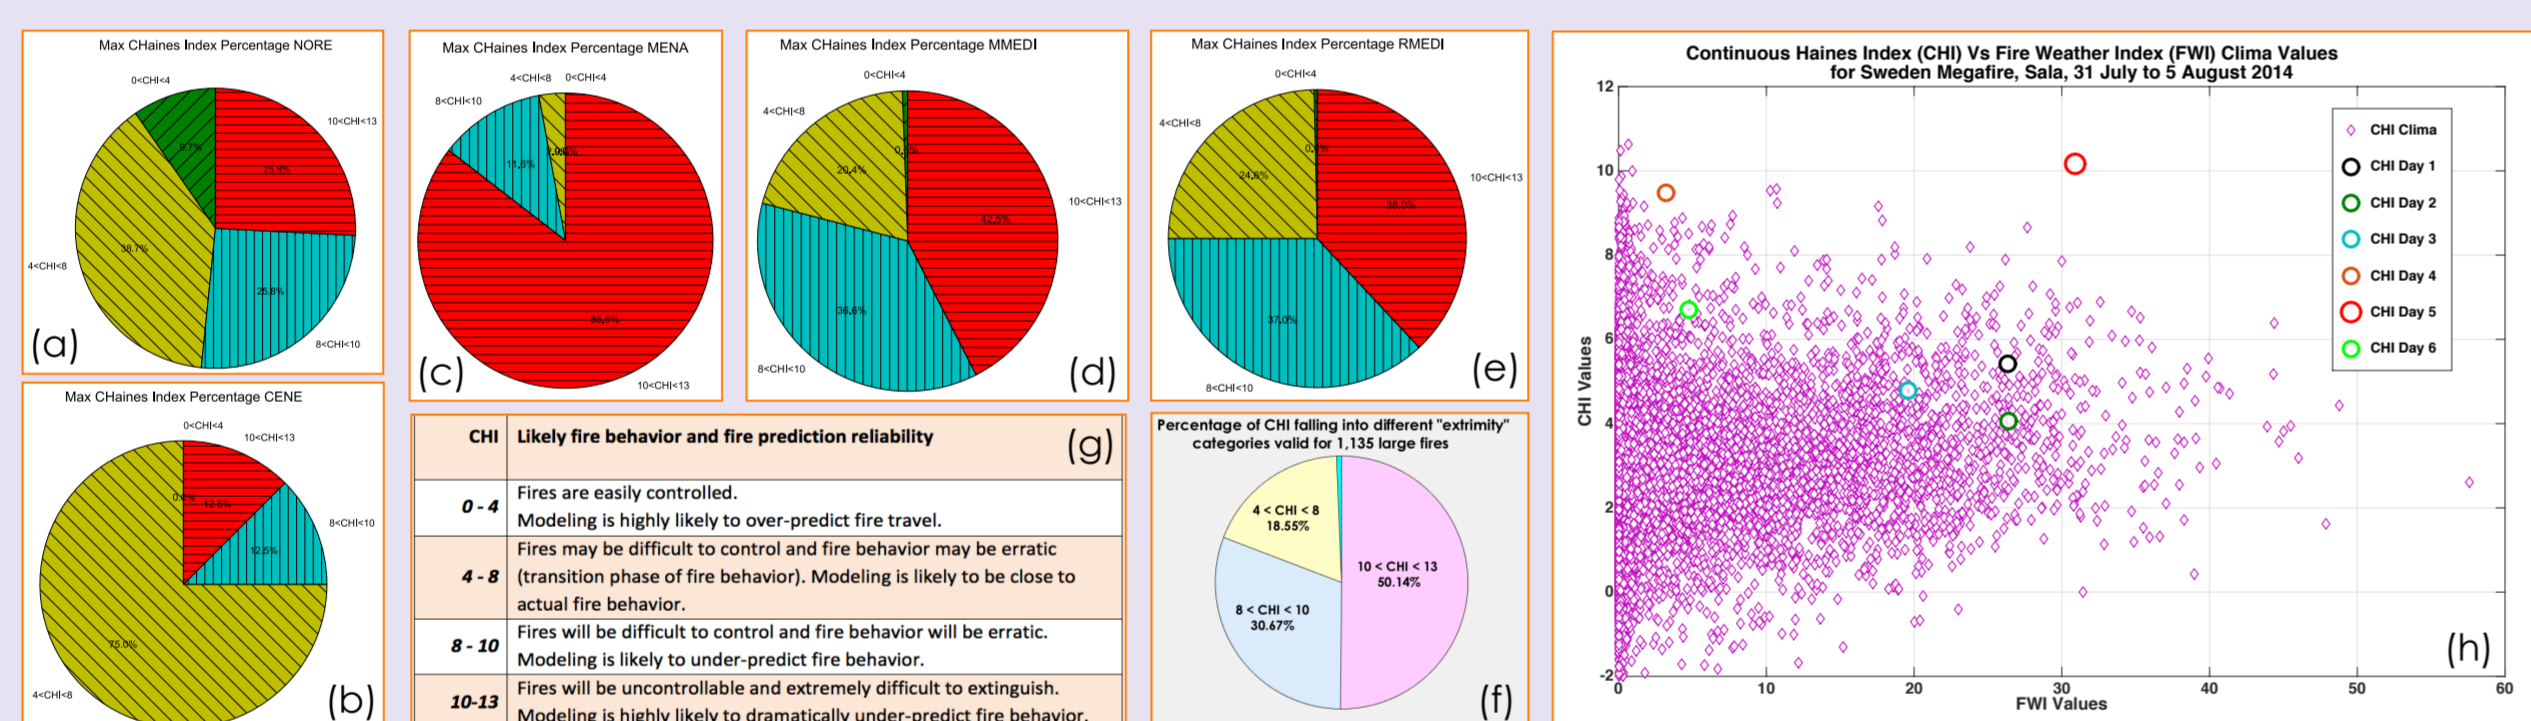 Max CHaines Index Percentage NORE
0<CHI<4
10<CHI<13
9.7%
25.8%
38.7%
4<CHI<8
25.8%
8<CHI<10
(a)
Max CHaines Index Percentage CENE
0<CHI<4
10<CHI<13
12.5%
8<CHI<10
12.5%
75.0%
4<CHI<8
(b)
Max CHaines Index Percentage MENA
4<CHI<8
0<CHI<4
8<CHI<10
11.6%
85.5%
10<CHI<13
(c)
Max CHaines Index Percentage MMEDI
0<CHI<4
4<CHI<8
20.4%
10<CHI<13
42.5%
36.6%
8<CHI<10
(d)
Max CHaines Index Percentage RMEDI
0<CHI<4
4<CHI<8
24.6%
10<CHI<13
38.0%
37.0%
8<CHI<10
(e)
CHI Likely fire behavior and fire prediction reliability
(g)
0 - 4
Fires are easily controlled.
Modeling is highly likely to over-predict fire travel.
4 - 8
Fires may be difficult to control and fire behavior may be erratic
(transition phase of fire behavior). Modeling is likely to be close to
actual fire behavior.
8 - 10
Fires will be difficult to control and fire behavior will be erratic.
Modeling is likely to under-predict fire behavior.
10-13
Fires will be uncontrollable and extremely difficult to extinguish.
Modeling is highly likely to dramatically under-predict fire behavior.
Percentage of CHI falling into different "extrimity"
categories valid for 1,135 large fires
4 < CHI < 8
18.55%
10 < CHI < 13
50.14%
8 < CHI < 10
30.67%
(f)
Continuous Haines Index (CHI) Vs Fire Weather Index (FWI) Clima Values
for Sweden Megafire, Sala, 31 July to 5 August 2014
12
10
8
6
4
2
0
-2
CHI Values
CHI Clima
CHI Day 1
CHI Day 2
CHI Day 3
CHI Day 4
CHI Day 5
CHI Day 6
(h)
0
10
20
30
40
50
60
FWI Values